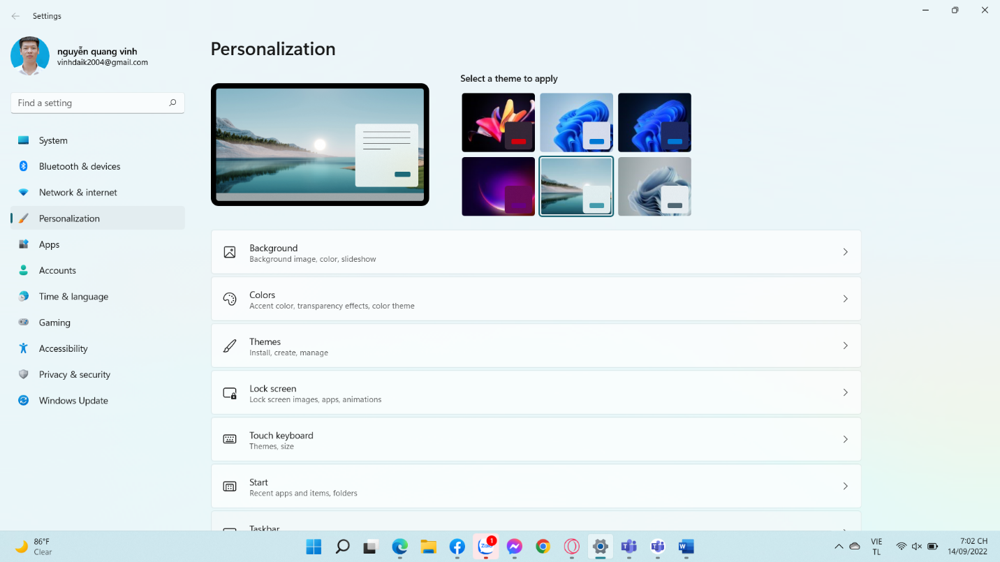 Settings
nguyễn quang vinh
vinhdaik2004@gmail.com
Find a setting
System
Bluetooth & devices
Network & internet
Personalization
Apps
Accounts
Time & language
Gaming
Accessibility
Privacy & security
Windows Update
Personalization
Select a theme to apply
Background
Background image, color, slideshow
Colors
Accent color, transparency effects, color theme
Themes
Install, create, manage
Lock screen
Lock screen images, apps, animations
Touch keyboard
Themes, size
Start
Recent apps and items, folders
Taskbar
86°F
Clear
Zalo
1
VIE
TL
7:02 CH
14/09/2022